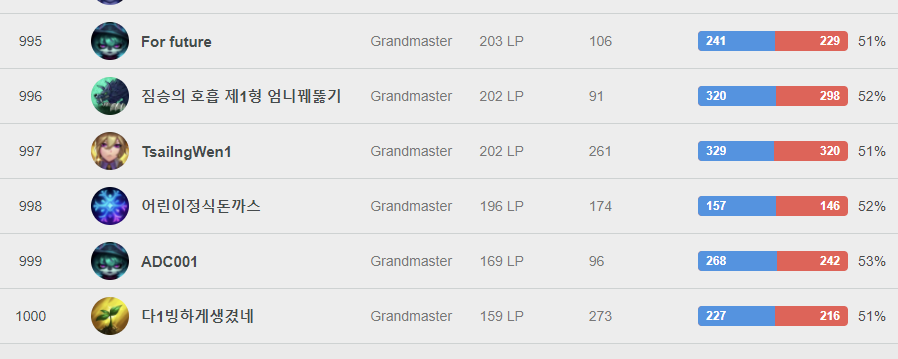 995 For future Grandmaster 203 LP 106 241 229 51%
996 짐승의 호흡 제1형 엄니꿰뚫기 Grandmaster 202 LP 91 320 298 52%
997 TsaiIngWen1 Grandmaster 202 LP 261 329 320 51%
998 어린이정식돈까스 Grandmaster 196 LP 174 157 146 52%
999 ADC001 Grandmaster 169 LP 96 268 242 53%
1000 다1빙하게생겼네 Grandmaster 159 LP 273 227 216 51%